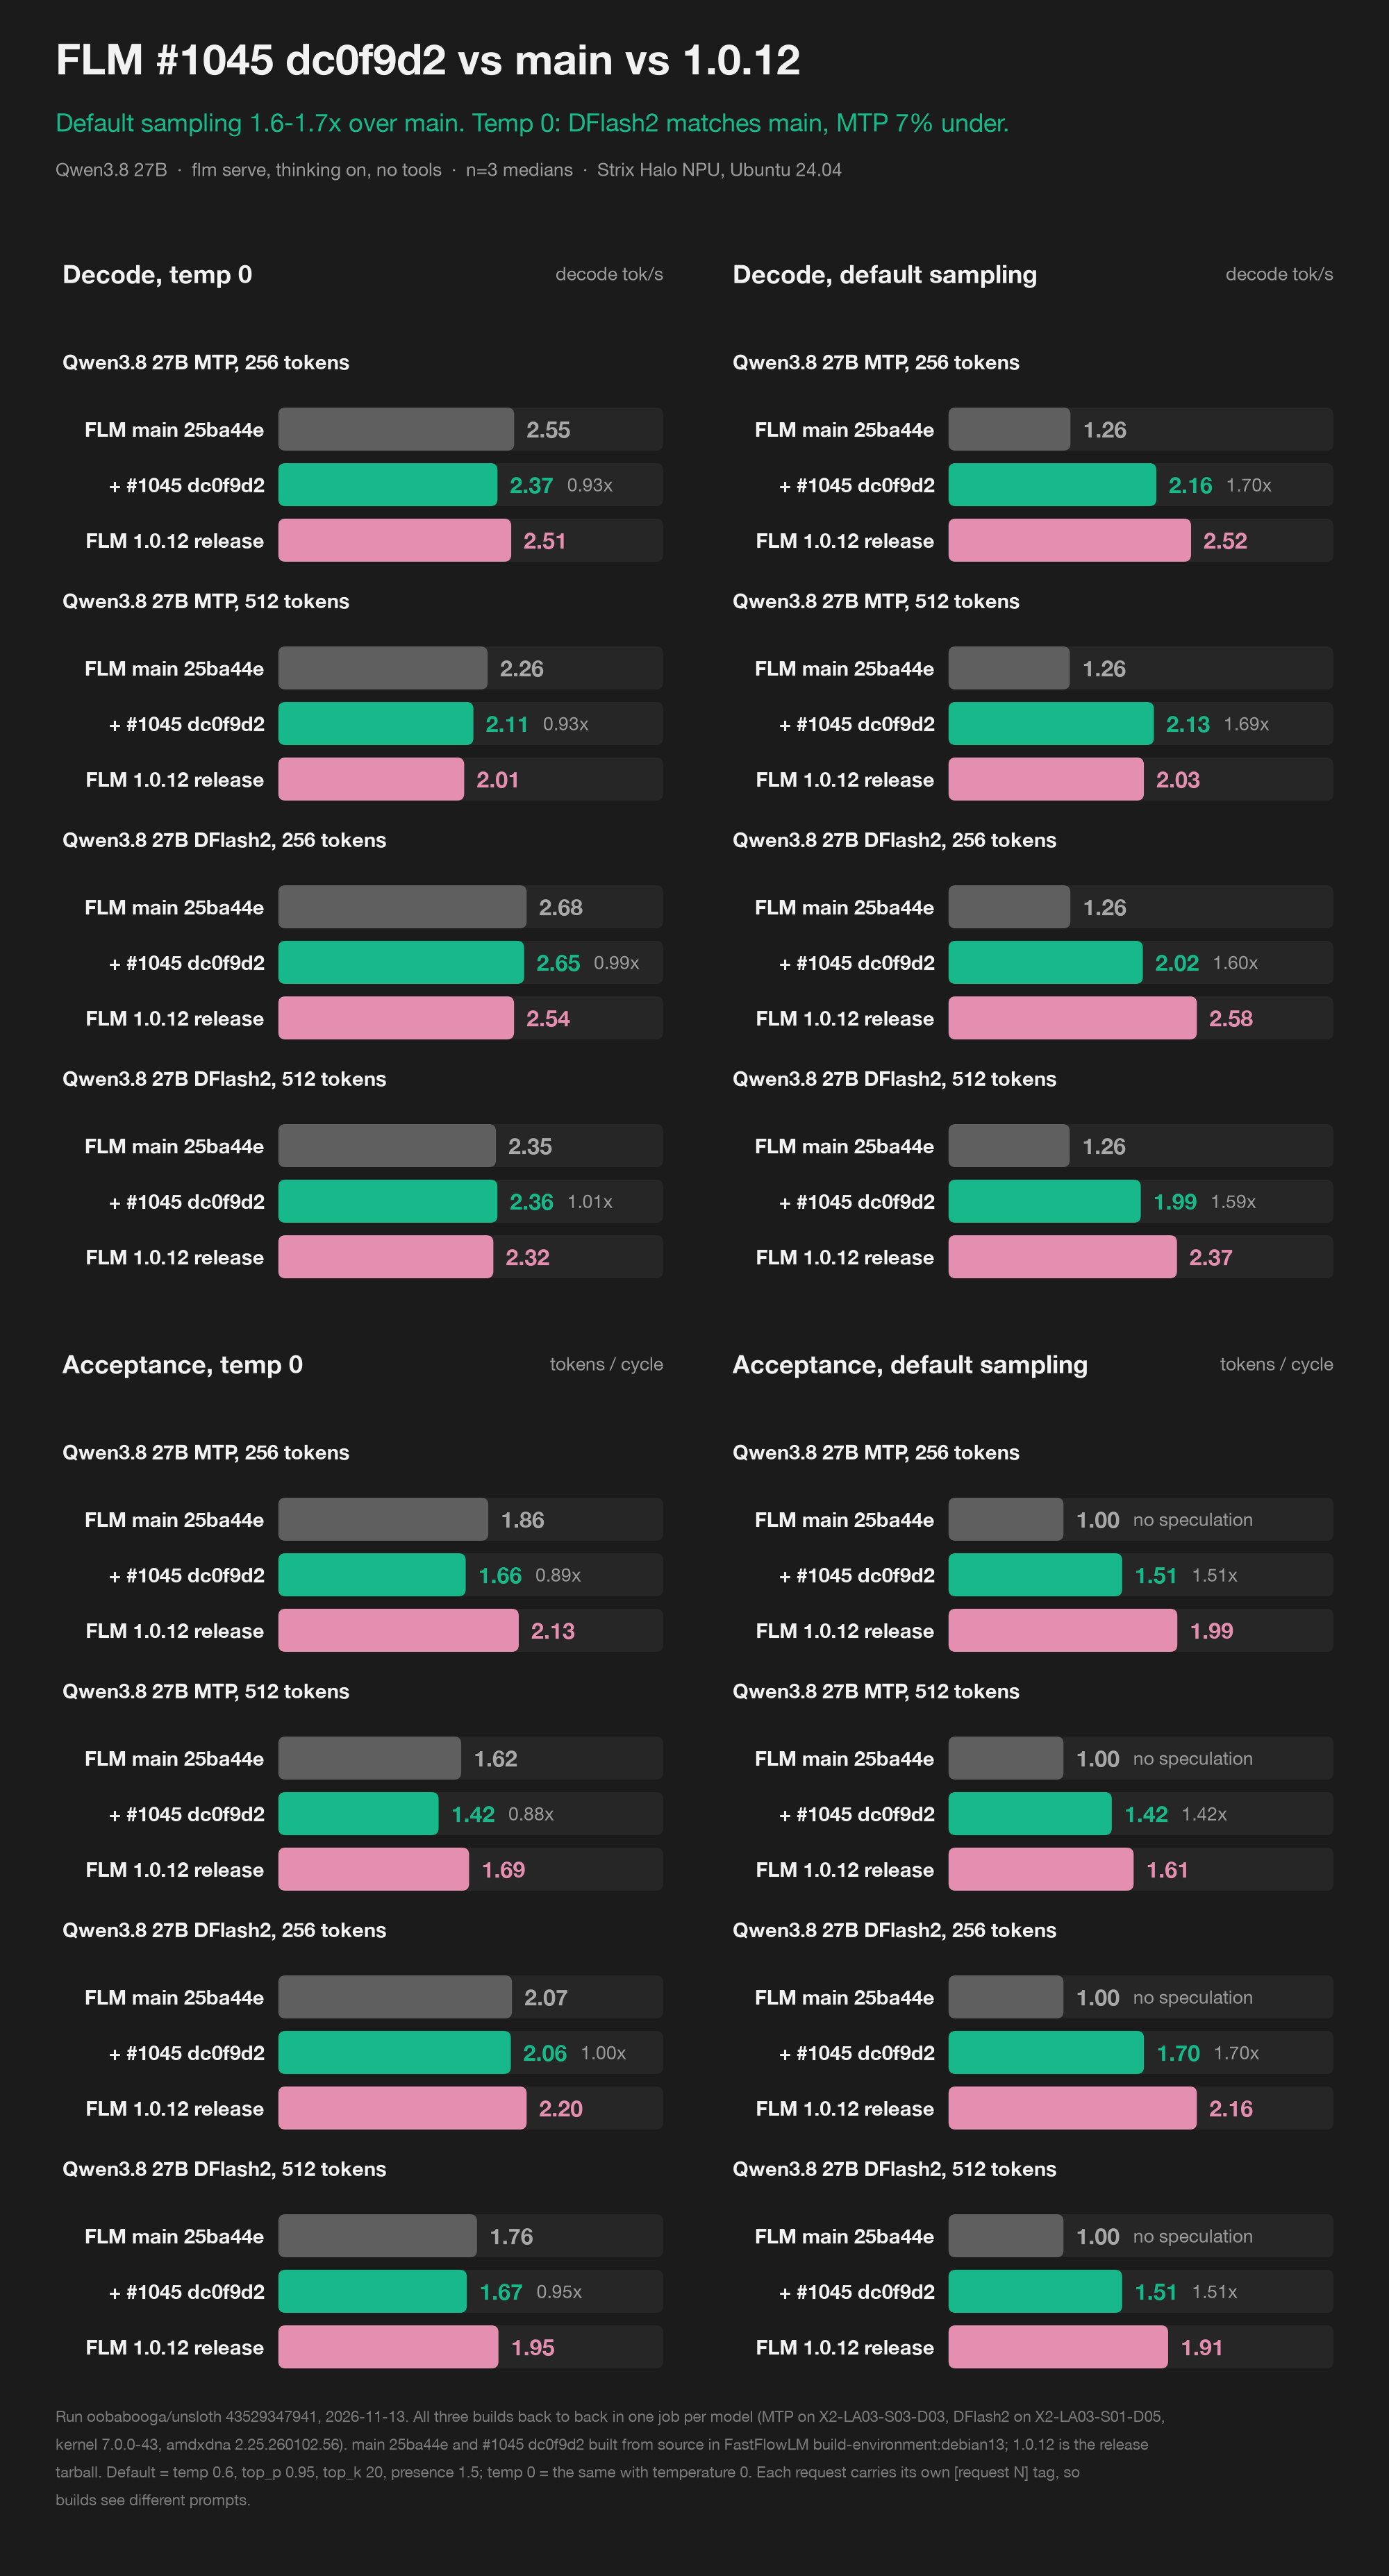 FLM #1045 dc0f9d2 vs main vs 1.0.12
Default sampling 1.6-1.7x over main. Temp 0: DFlash2 matches main, MTP 7% under.
Qwen3.8 27B · flm serve, thinking on, no tools · n=3 medians · Strix Halo NPU, Ubuntu 24.04
Decode, temp 0 decode tok/s
Qwen3.8 27B MTP, 256 tokens
FLM main 25ba44e 2.55
+ #1045 dc0f9d2 2.37 0.93x
FLM 1.0.12 release 2.51
Qwen3.8 27B MTP, 512 tokens
FLM main 25ba44e 2.26
+ #1045 dc0f9d2 2.11 0.93x
FLM 1.0.12 release 2.01
Qwen3.8 27B DFlash2, 256 tokens
FLM main 25ba44e 2.68
+ #1045 dc0f9d2 2.65 0.99x
FLM 1.0.12 release 2.54
Qwen3.8 27B DFlash2, 512 tokens
FLM main 25ba44e 2.35
+ #1045 dc0f9d2 2.36 1.01x
FLM 1.0.12 release 2.32
Decode, default sampling decode tok/s
Qwen3.8 27B MTP, 256 tokens
FLM main 25ba44e 1.26
+ #1045 dc0f9d2 2.16 1.70x
FLM 1.0.12 release 2.52
Qwen3.8 27B MTP, 512 tokens
FLM main 25ba44e 1.26
+ #1045 dc0f9d2 2.13 1.69x
FLM 1.0.12 release 2.03
Qwen3.8 27B DFlash2, 256 tokens
FLM main 25ba44e 1.26
+ #1045 dc0f9d2 2.02 1.60x
FLM 1.0.12 release 2.58
Qwen3.8 27B DFlash2, 512 tokens
FLM main 25ba44e 1.26
+ #1045 dc0f9d2 1.99 1.59x
FLM 1.0.12 release 2.37
Acceptance, temp 0 tokens / cycle
Qwen3.8 27B MTP, 256 tokens
FLM main 25ba44e 1.86
+ #1045 dc0f9d2 1.66 0.89x
FLM 1.0.12 release 2.13
Qwen3.8 27B MTP, 512 tokens
FLM main 25ba44e 1.62
+ #1045 dc0f9d2 1.42 0.88x
FLM 1.0.12 release 1.69
Qwen3.8 27B DFlash2, 256 tokens
FLM main 25ba44e 2.07
+ #1045 dc0f9d2 2.06 1.00x
FLM 1.0.12 release 2.20
Qwen3.8 27B DFlash2, 512 tokens
FLM main 25ba44e 1.76
+ #1045 dc0f9d2 1.67 0.95x
FLM 1.0.12 release 1.95
Acceptance, default sampling tokens / cycle
Qwen3.8 27B MTP, 256 tokens
FLM main 25ba44e 1.00 no speculation
+ #1045 dc0f9d2 1.51 1.51x
FLM 1.0.12 release 1.99
Qwen3.8 27B MTP, 512 tokens
FLM main 25ba44e 1.00 no speculation
+ #1045 dc0f9d2 1.42 1.42x
FLM 1.0.12 release 1.61
Qwen3.8 27B DFlash2, 256 tokens
FLM main 25ba44e 1.00 no speculation
+ #1045 dc0f9d2 1.70 1.70x
FLM 1.0.12 release 2.16
Qwen3.8 27B DFlash2, 512 tokens
FLM main 25ba44e 1.00 no speculation
+ #1045 dc0f9d2 1.51 1.51x
FLM 1.0.12 release 1.91
Run oobabooga/unsloth 43529347941, 2026-11-13. All three builds back to back in one job per model (MTP on X2-LA03-S03-D03, DFlash2 on X2-LA03-S01-D05,
kernel 7.0.0-43, amdxdna 2.25.260102.56). main 25ba44e and #1045 dc0f9d2 built from source in FastFlowLM build-environment:debian13; 1.0.12 is the release
tarball. Default = temp 0.6, top_p 0.95, top_k 20, presence 1.5; temp 0 = the same with temperature 0. Each request carries its own [request N] tag, so
builds see different prompts.